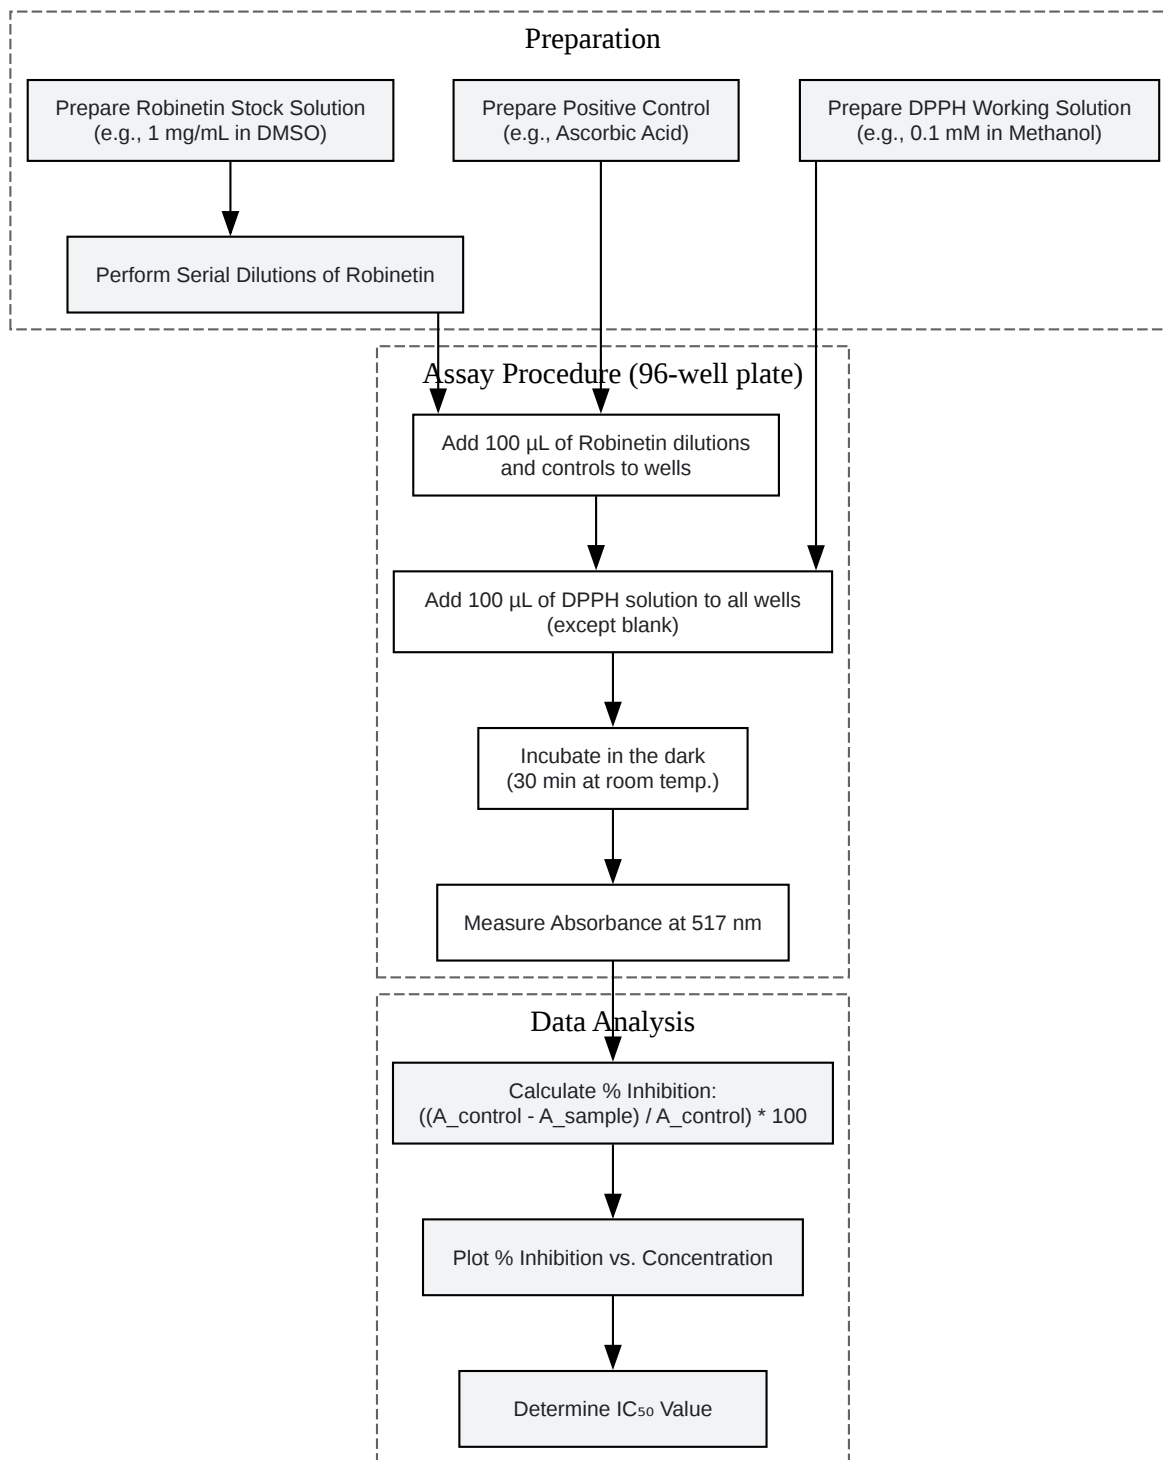 Preparation
Prepare Robinetin Stock Solution
(e.g., 1 mg/mL in DMSO)
Prepare Positive Control
(e.g., Ascorbic Acid)
Prepare DPPH Working Solution
(e.g., 0.1 mM in Methanol)
Perform Serial Dilutions of Robinetin
Assay Procedure (96-well plate)
Add 100 µL of Robinetin dilutions
and controls to wells
Add 100 µL of DPPH solution to all wells
(except blank)
Incubate in the dark
(30 min at room temp.)
Measure Absorbance at 517 nm
Data Analysis
Calculate % Inhibition:
((A_control - A_sample) / A_control) * 100
Plot % Inhibition vs. Concentration
Determine IC₅₀ Value